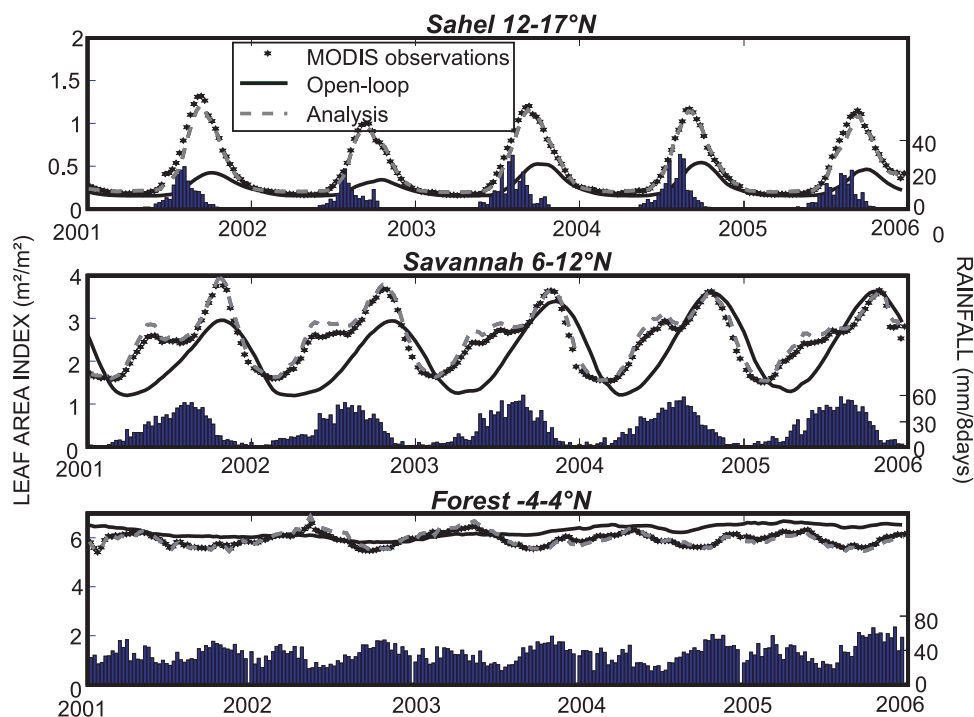 Sahel 12-17°N
2
1.5
1
0.5
0
MODIS observations
Open-loop
Analysis
40
20
0
0
2001 2002 2003 2004 2005 2006
Savannah 6-12°N
4
3
2
1
0
60
30
0
2001 2002 2003 2004 2005 2006
LEAF AREA INDEX (m²/m²)
RAINFALL (mm/8days)
Forest -4-4°N
6
4
2
0
80
40
0
2001 2002 2003 2004 2005 2006